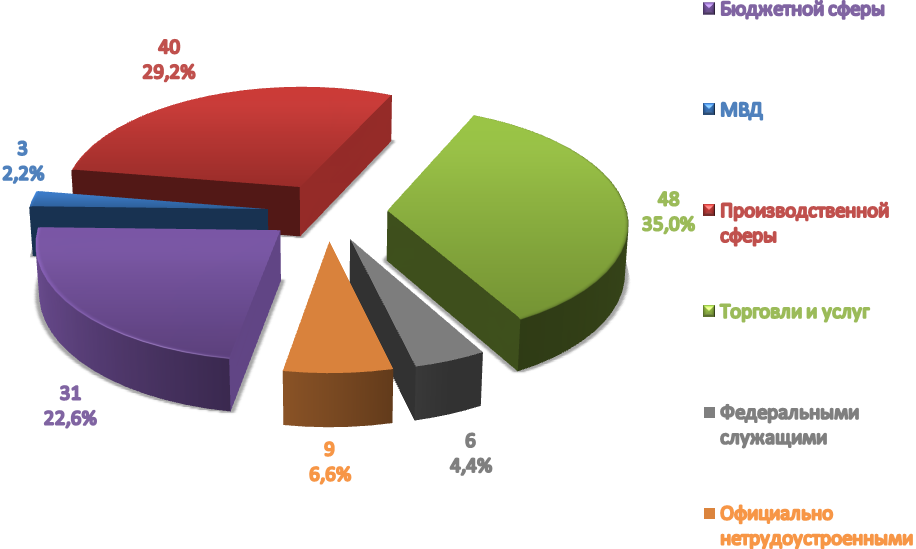 40
29,2%
3
2,2%
48
35,0%
31
22,6%
9
6,6%
6
4,4%
Бюджетной сферы
МВД
Производственной
сферы
Торговли и услуг
Федеральными
служащими
Официально
нетрудоустроенными